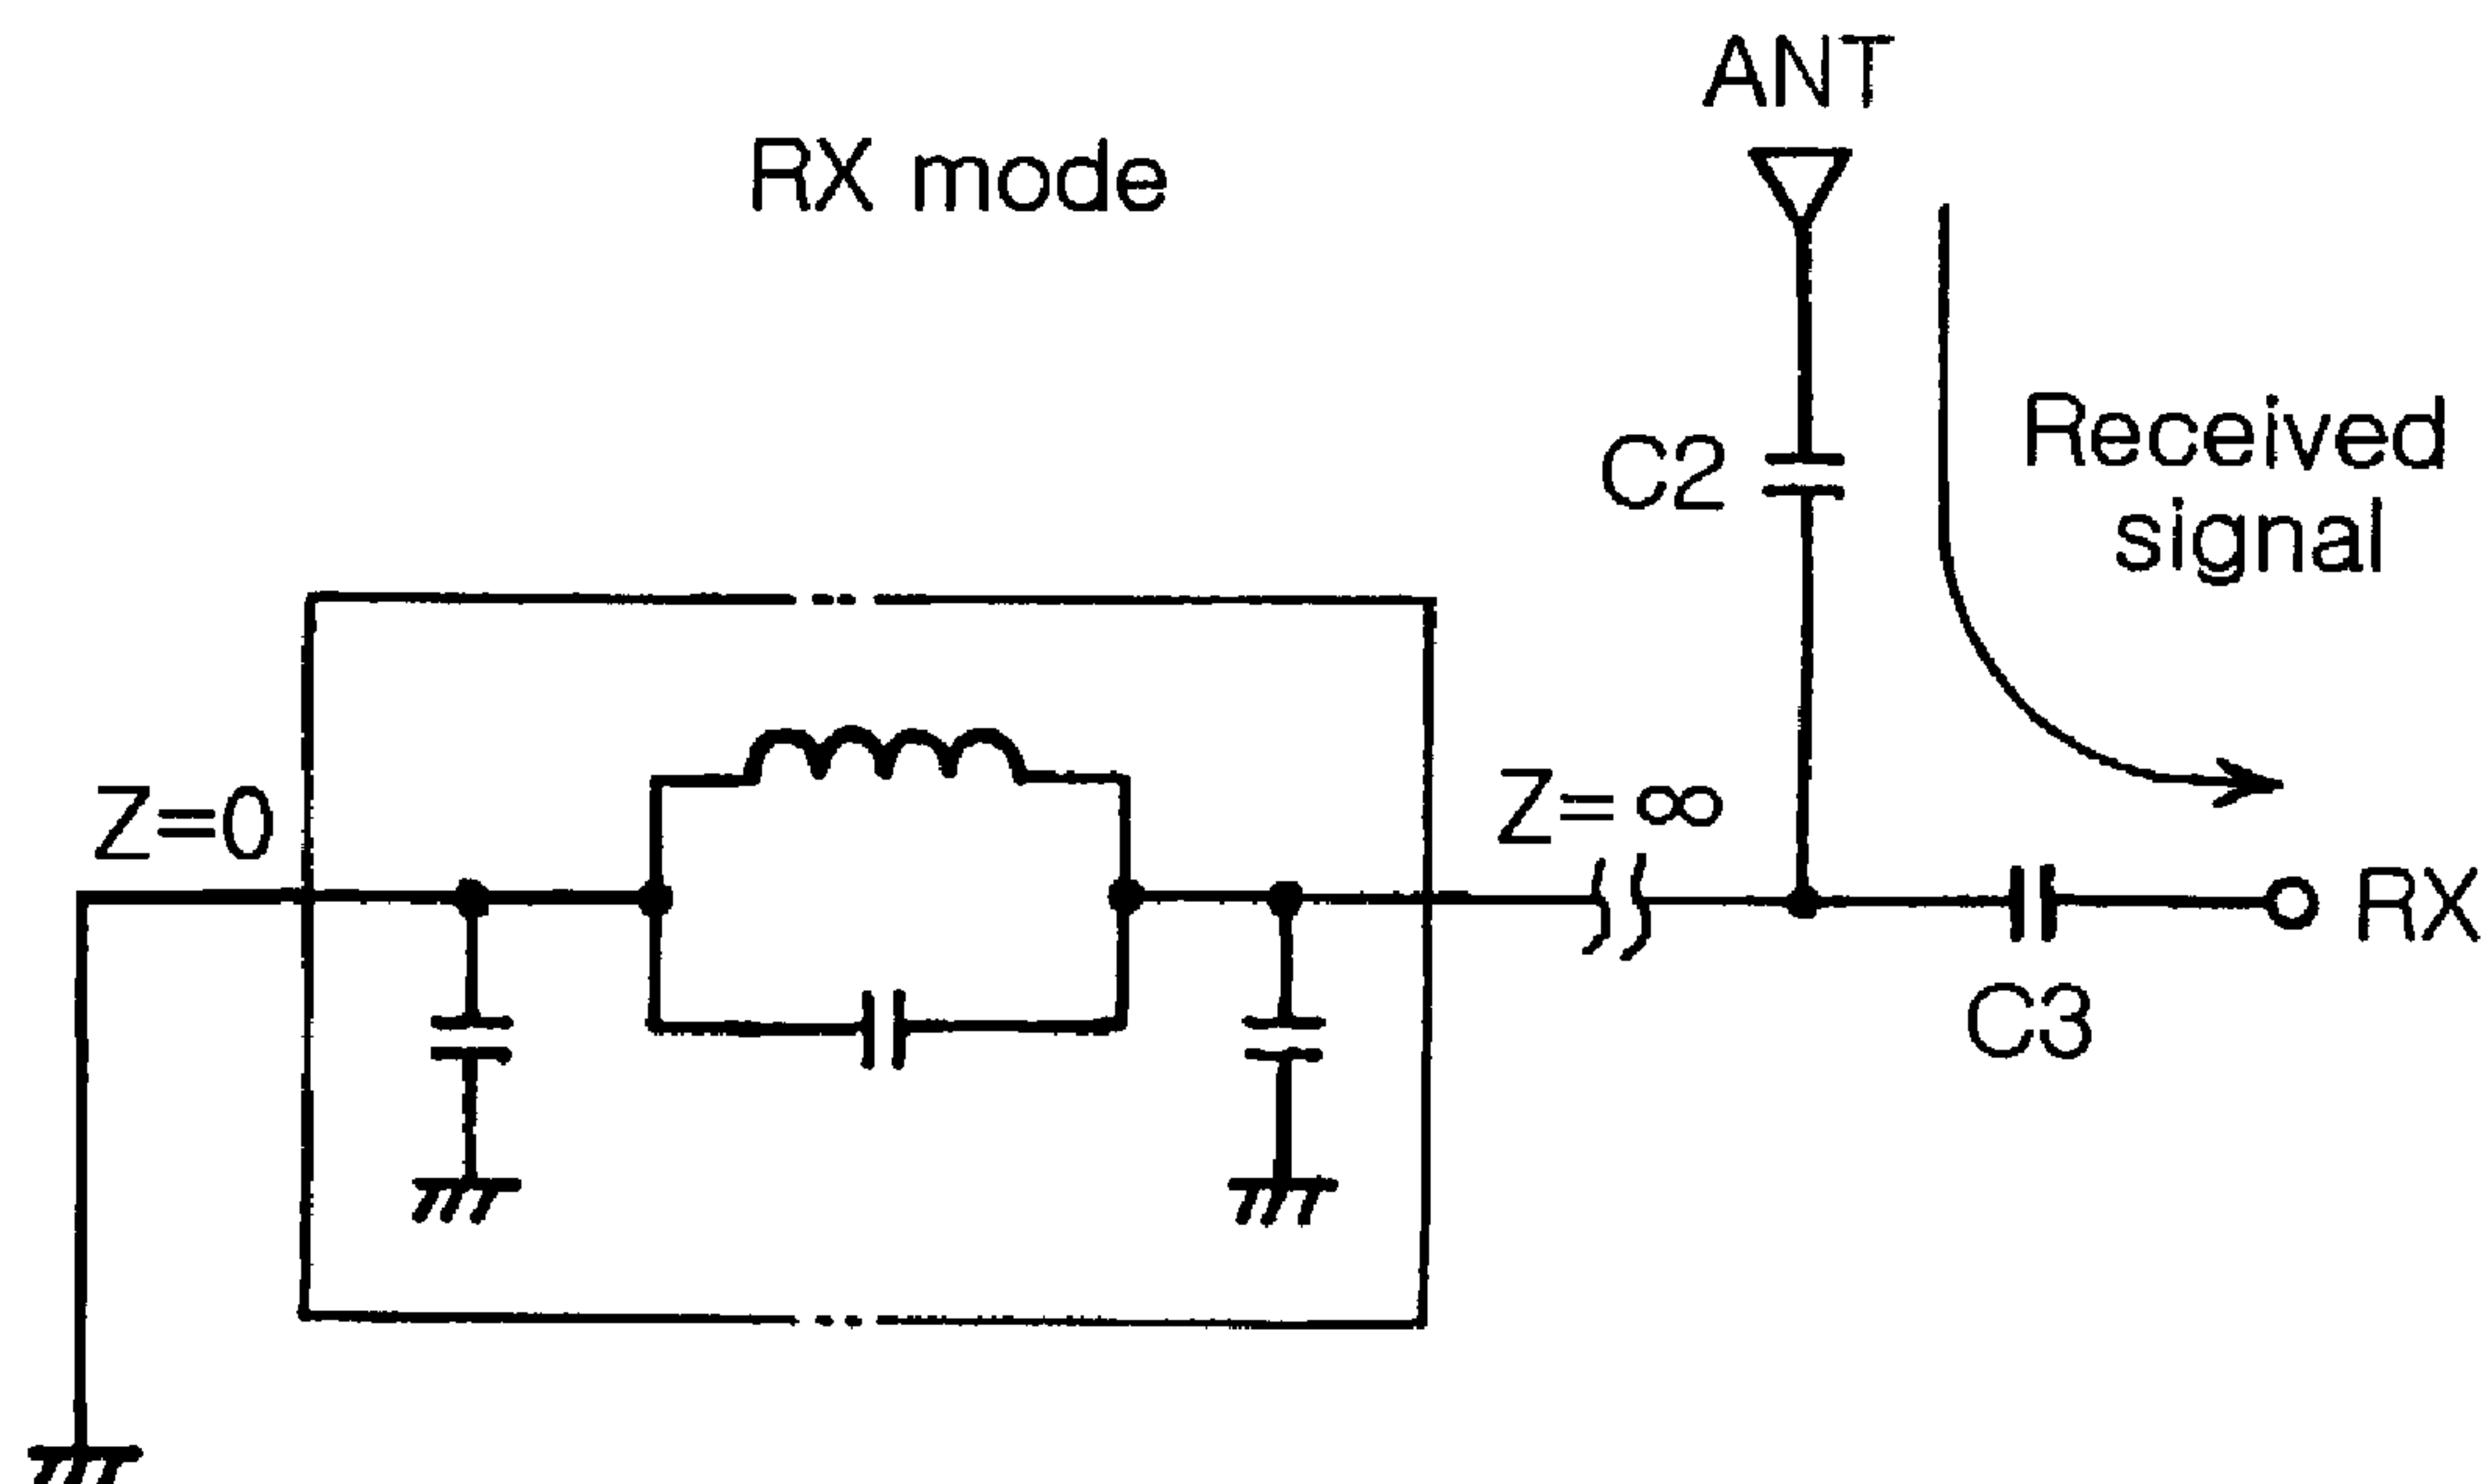 ANT
RX mode
C2
Received
signal
Z=0
Z=∞
RX
C3